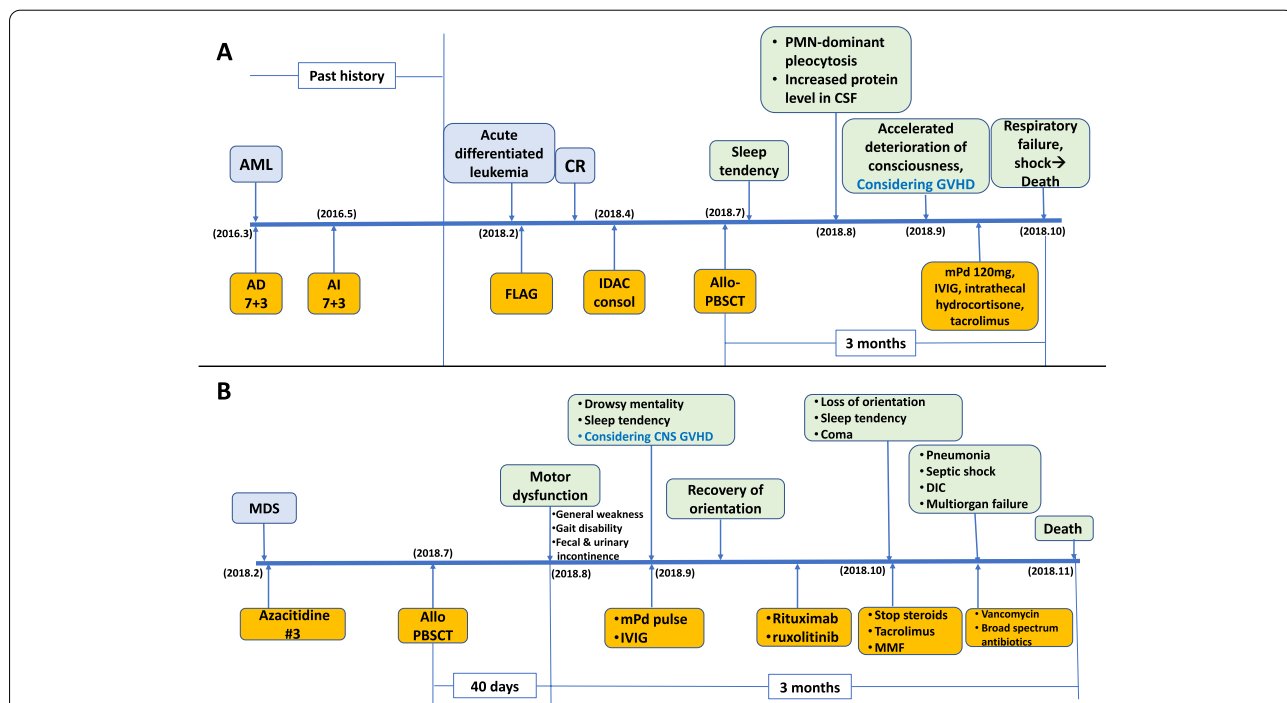 A
Past history
AML
Acute
differentiated
leukemia
CR
Sleep
tendency
• PMN-dominant
pleocytosis
• Increased protein
level in CSF
Accelerated
deterioration of
consciousness,
Considering GVHD
Respiratory
failure,
shock→
Death
(2016.3)
(2016.5)
(2018.2)
(2018.4)
(2018.7)
(2018.8)
(2018.9)
(2018.10)
AD
7+3
AI
7+3
FLAG
IDAC
consol
Allo-
PBSCT
mPd 120mg,
IVIG, intrathecal
hydrocortisone,
tacrolimus
3 months
B
MDS
Motor
dysfunction
•General weakness
•Gait disability
•Fecal & urinary
incontinence
• Drowsy mentality
• Sleep tendency
• Considering CNS GVHD
Recovery of
orientation
• Loss of orientation
• Sleep tendency
• Coma
• Pneumonia
• Septic shock
• DIC
• Multiorgan failure
Death
(2018.2)
(2018.7)
(2018.8)
(2018.9)
(2018.10)
(2018.11)
Azacitidine
#3
Allo
PBSCT
•mPd pulse
•IVIG
•Rituximab
•ruxolitinib
• Stop steroids
• Tacrolimus
• MMF
• Vancomycin
• Broad spectrum
antibiotics
40 days
3 months